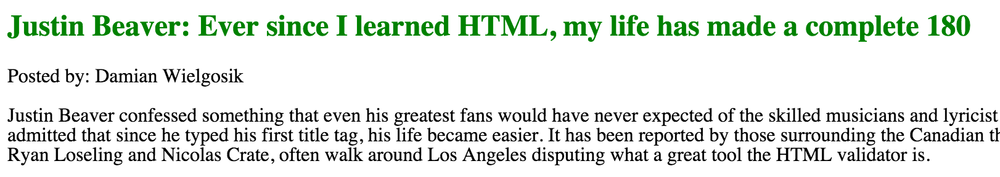 Justin Beaver: Ever since I learned HTML, my life has made a complete 180
Posted by: Damian Wielgosik
Justin Beaver confessed something that even his greatest fans would have never expected of the skilled musicians and lyricist
admitted that since he typed his first title tag, his life became easier. It has been reported by those surrounding the Canadian
Ryan Loseling and Nicolas Crate, often walk around Los Angeles disputing what a great tool the HTML validator is.